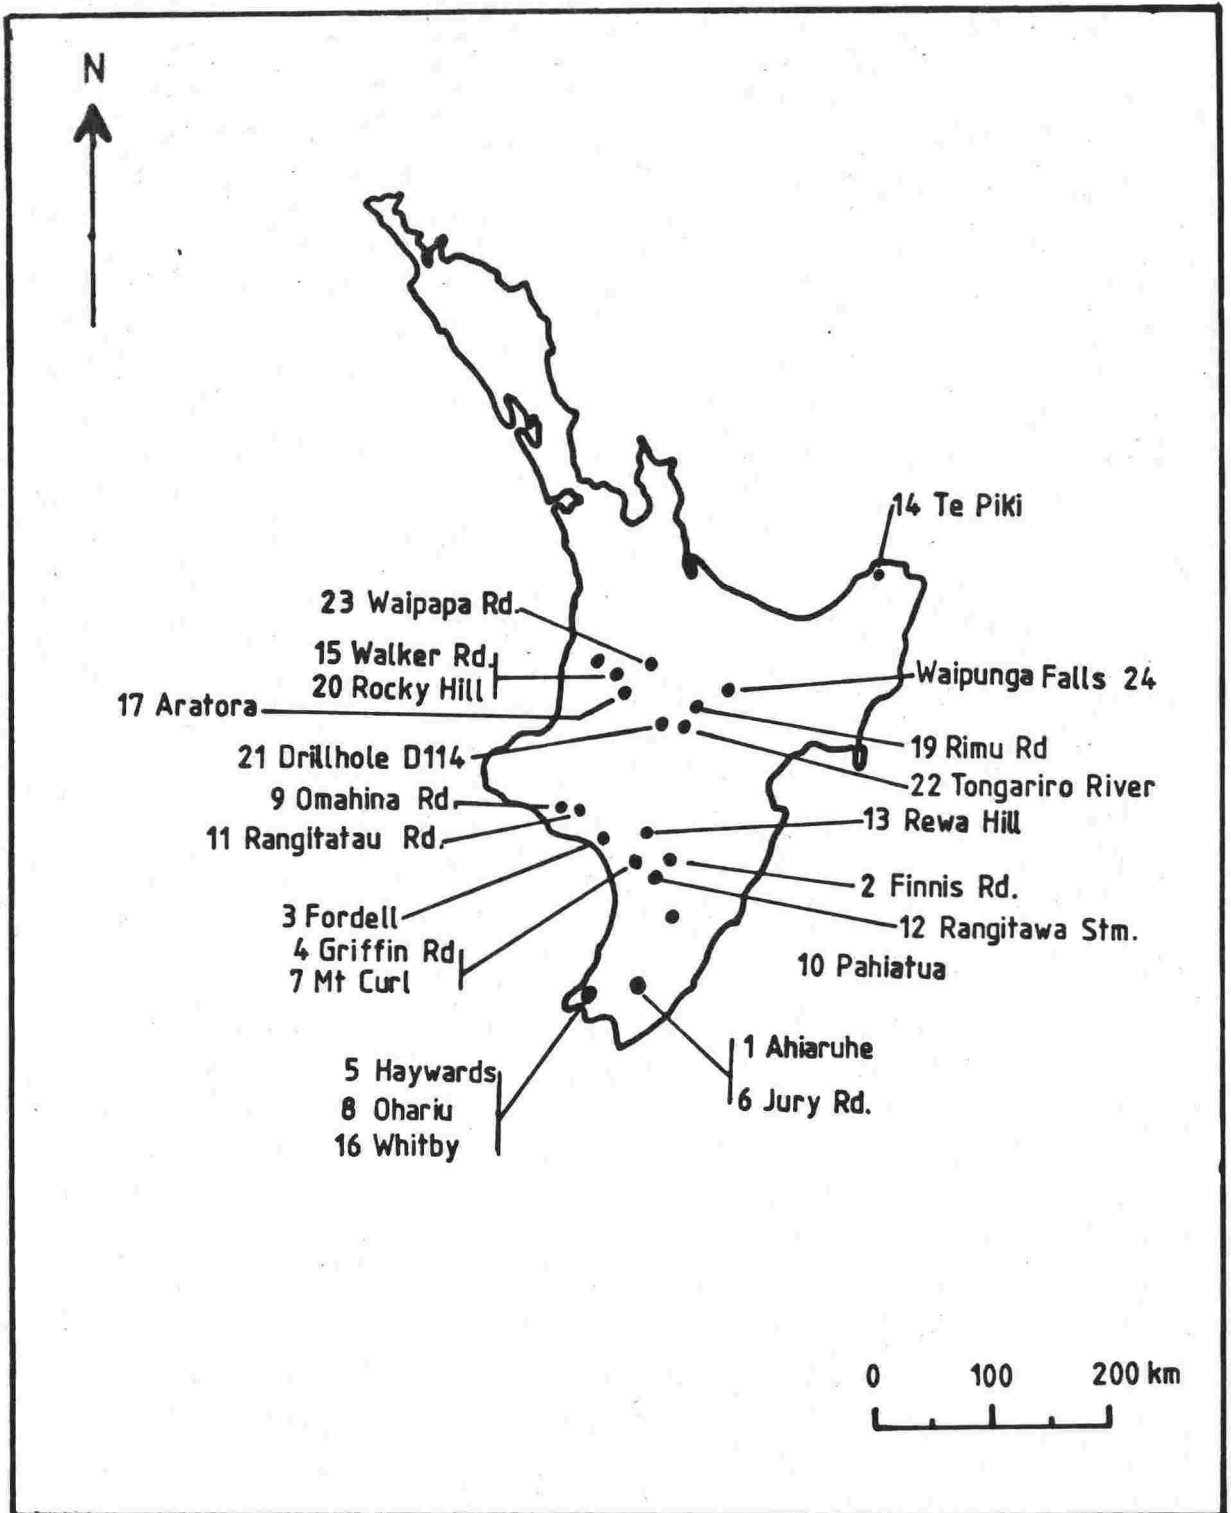 N
14 Te Piki
23 Waipapa Rd.
15 Walker Rd.
20 Rocky Hill
Waipunga Falls 24
17 Aratora
19 Rimu Rd
21 Drillhole D114
22 Tongariro River
9 Omahina Rd.
13 Rewa Hill
11 Rangitatau Rd.
2 Finnis Rd.
3 Fordell
12 Rangitawa Stm.
4 Griffin Rd
7 Mt Curl
10 Pahiatua
1 Ahiaruhe
5 Haywards
6 Jury Rd.
8 Ohariu
16 Whitby
0 100 200 km